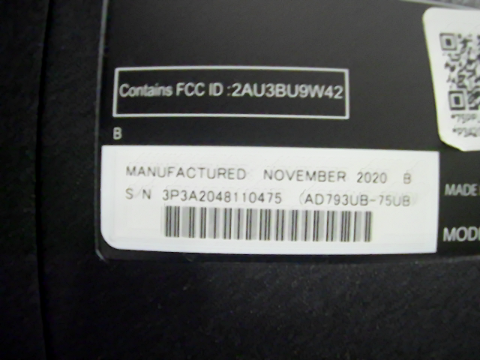 Contains FCC ID :2AU3BU9W42
B
MANUFACTURED NOVEMBER 2020 B
S/N 3P3A2048110475 (AD793UB-75UB)
MADE
MODE